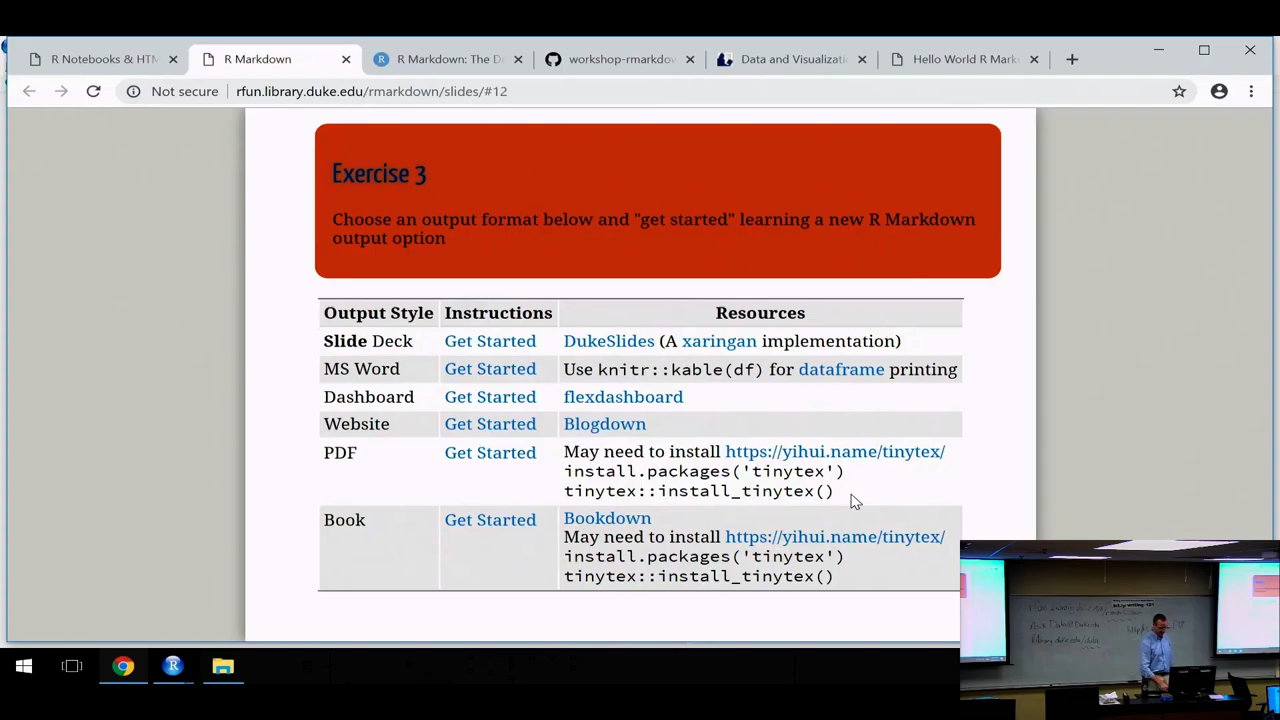 R Notebooks & HTM
R Markdown
R Markdown: The De
workshop-rmarkdow
Data and Visualizatio
Hello World R Mark
Not secure
rfun.library.duke.edu/rmarkdown/slides/#12
Exercise 3
Choose an output format below and "get started" learning a new R Markdown
output option
Output Style Instructions Resources
Slide Deck Get Started DukeSlides (A xaringan implementation)
MS Word Get Started Use knitr::kable(df) for dataframe printing
Dashboard Get Started flexdashboard
Website Get Started Blogdown
PDF Get Started May need to install https://yihui.name/tinytex/
install.packages('tinytex')
tinytex::install_tinytex()
Book Get Started Bookdown
May need to install https://yihui.name/tinytex/
install.packages('tinytex')
tinytex::install_tinytex()